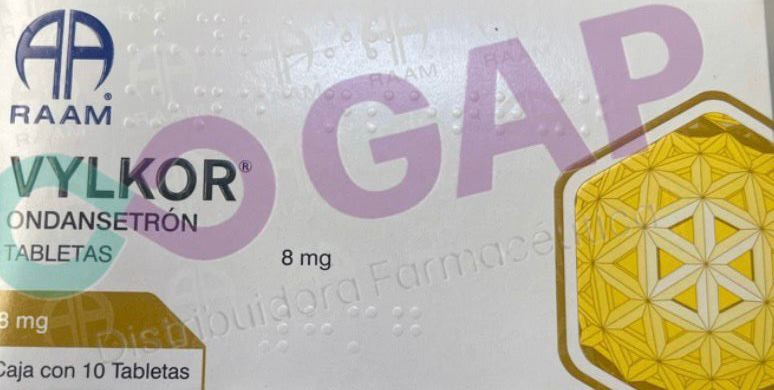 RAAM
GAP
VYLKOR®
ONDANSETRÓN
TABLETAS
8 mg
Distribuidora Farmacéutica
8 mg
Caja con 10 Tabletas